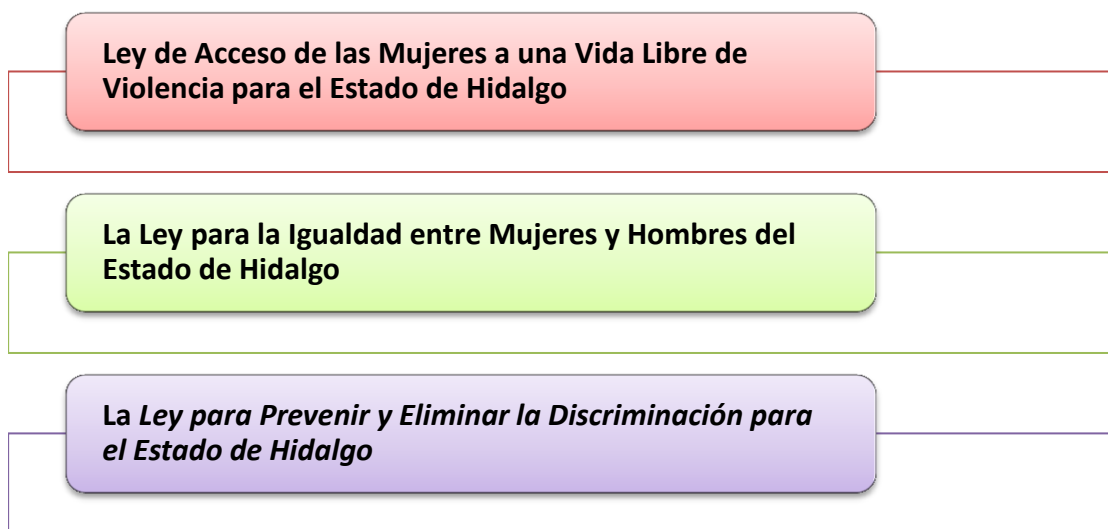 Ley de Acceso de las Mujeres a una Vida Libre de
Violencia para el Estado de Hidalgo
La Ley para la Igualdad entre Mujeres y Hombres del
Estado de Hidalgo
La Ley para Prevenir y Eliminar la Discriminación para
el Estado de Hidalgo